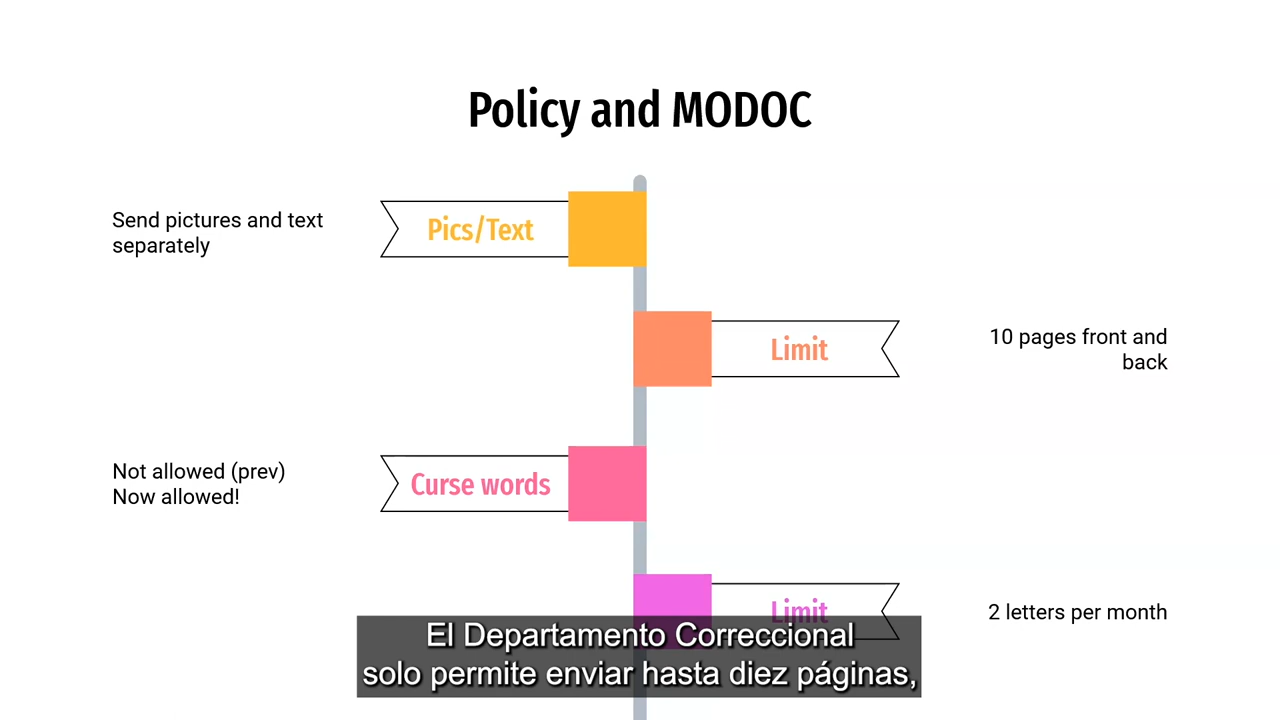 Policy and MODOC
Send pictures and text
separately
Pics/Text
Limit
10 pages front and
back
Not allowed (prev)
Now allowed!
Curse words
Limit
2 letters per month
El Departamento Correccional
solo permite enviar hasta diez páginas,